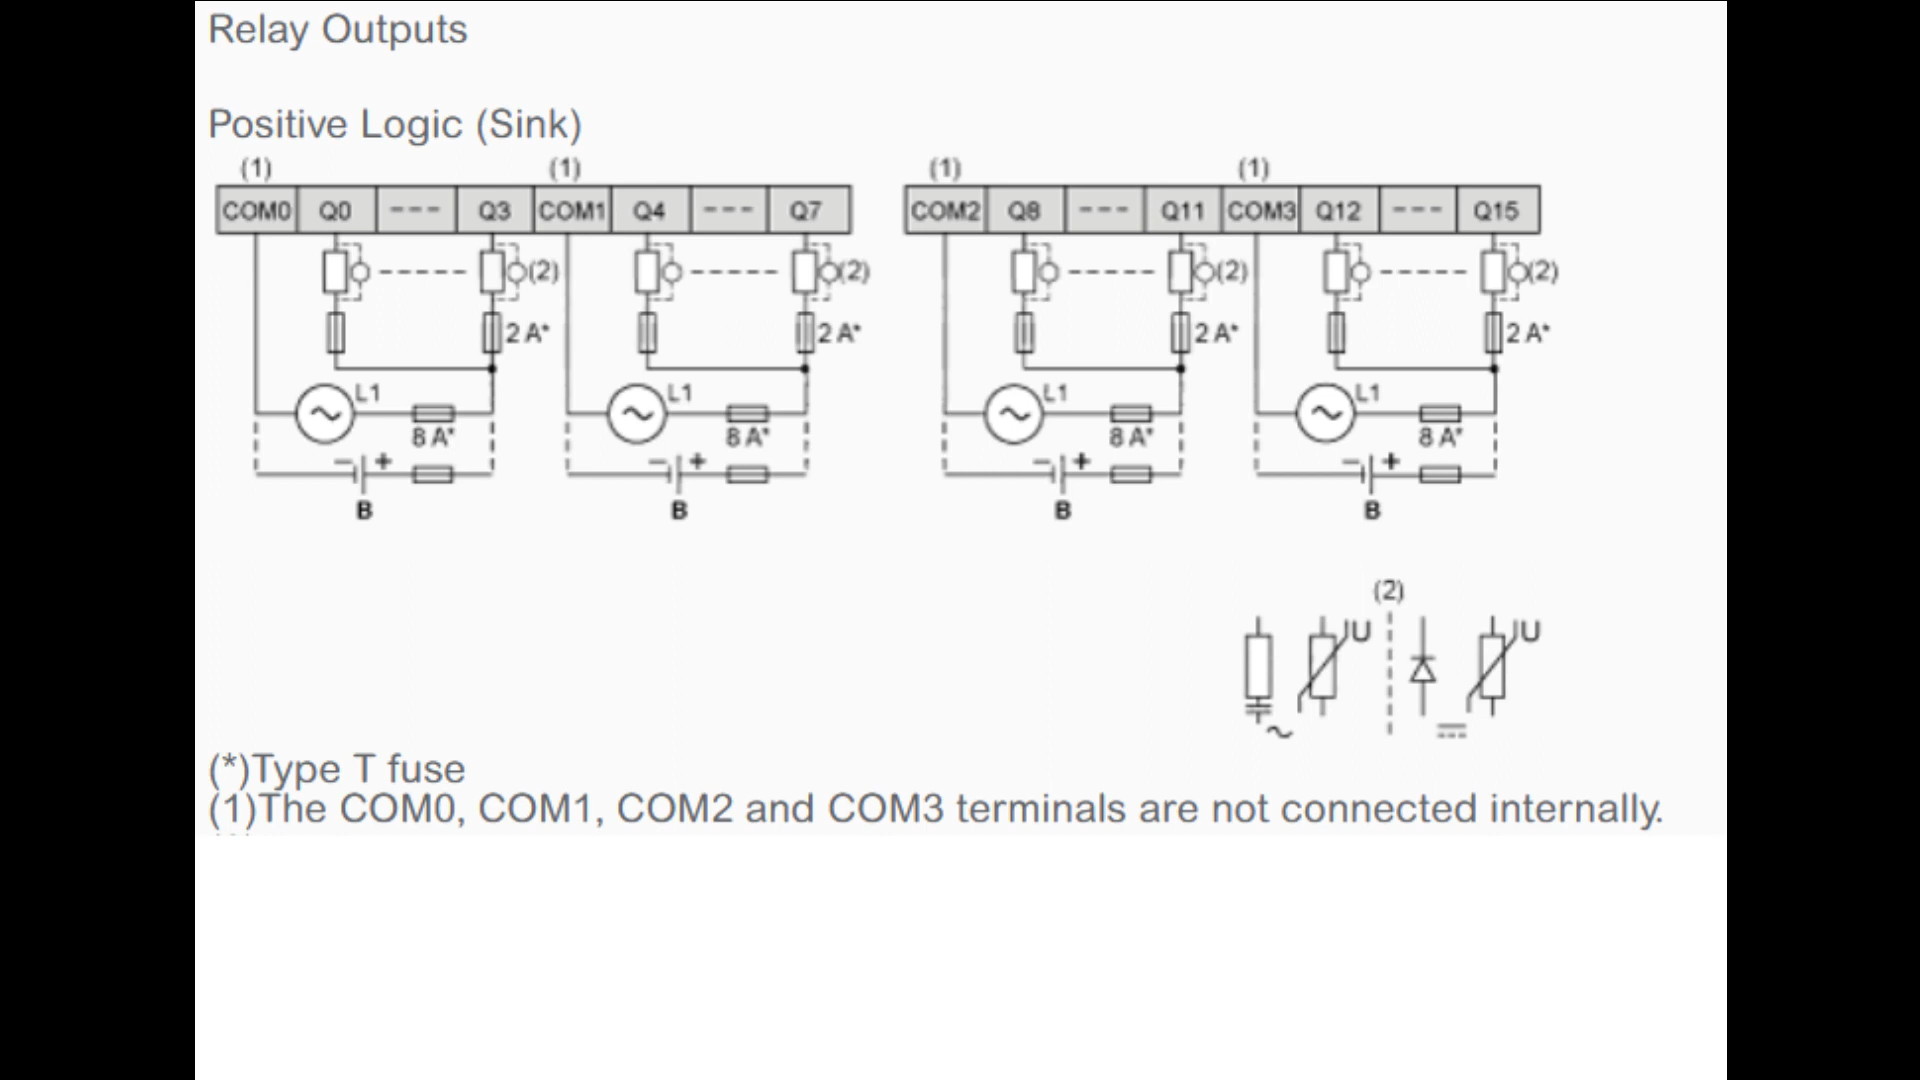 Relay Outputs
Positive Logic (Sink)
(1) (1) (1) (1)
COM0 Q0 --- Q3 COM1 Q4 --- Q7 COM2 Q8 --- Q11 COM3 Q12 --- Q15
(2) (2) (2) (2)
2 A* 2 A* 2 A* 2 A*
L1 L1 L1 L1
8 A* 8 A* 8 A* 8 A*
− + − + − + − +
B B B B
(2)
U U
(*)Type T fuse
(1)The COM0, COM1, COM2 and COM3 terminals are not connected internally.